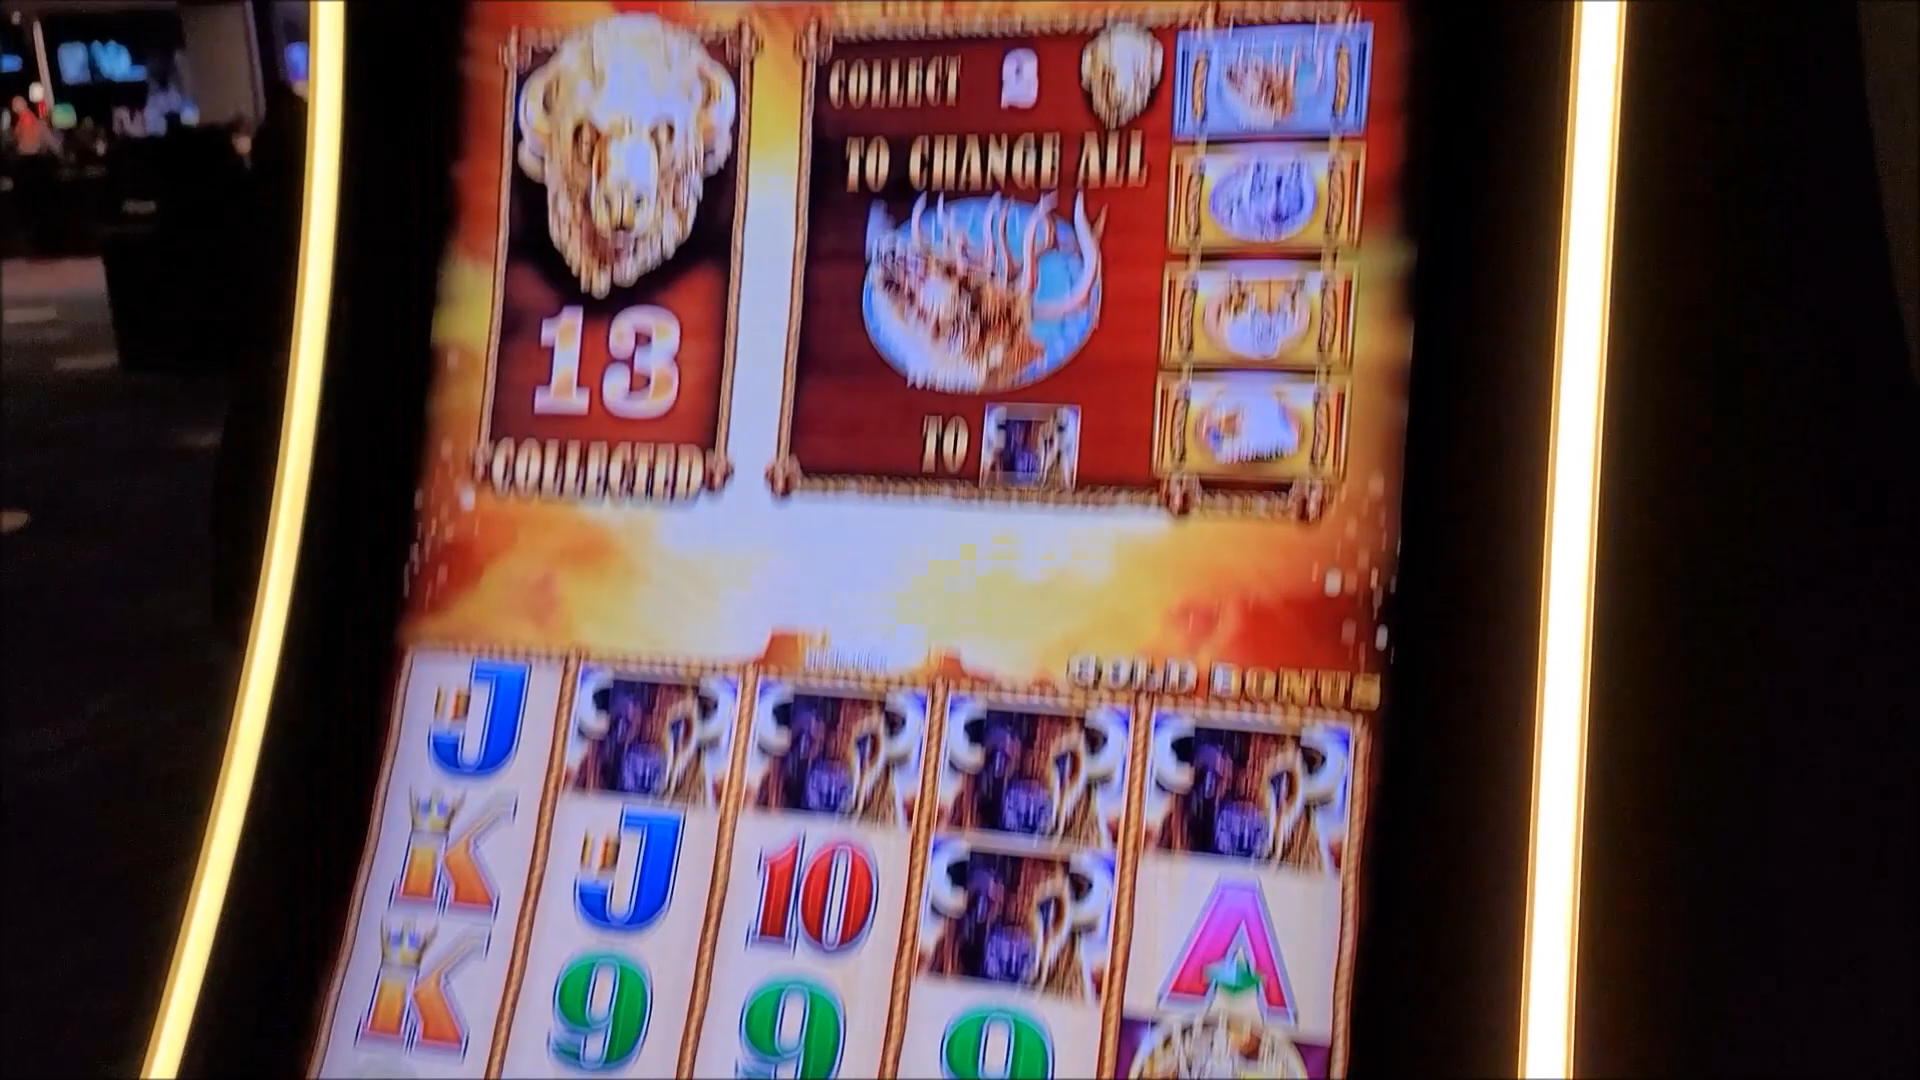 COLLECT 2
TO CHANGE ALL
TO
13
COLLECTED
GOLD BONUS
J
K J 10 A
K 9 9 9